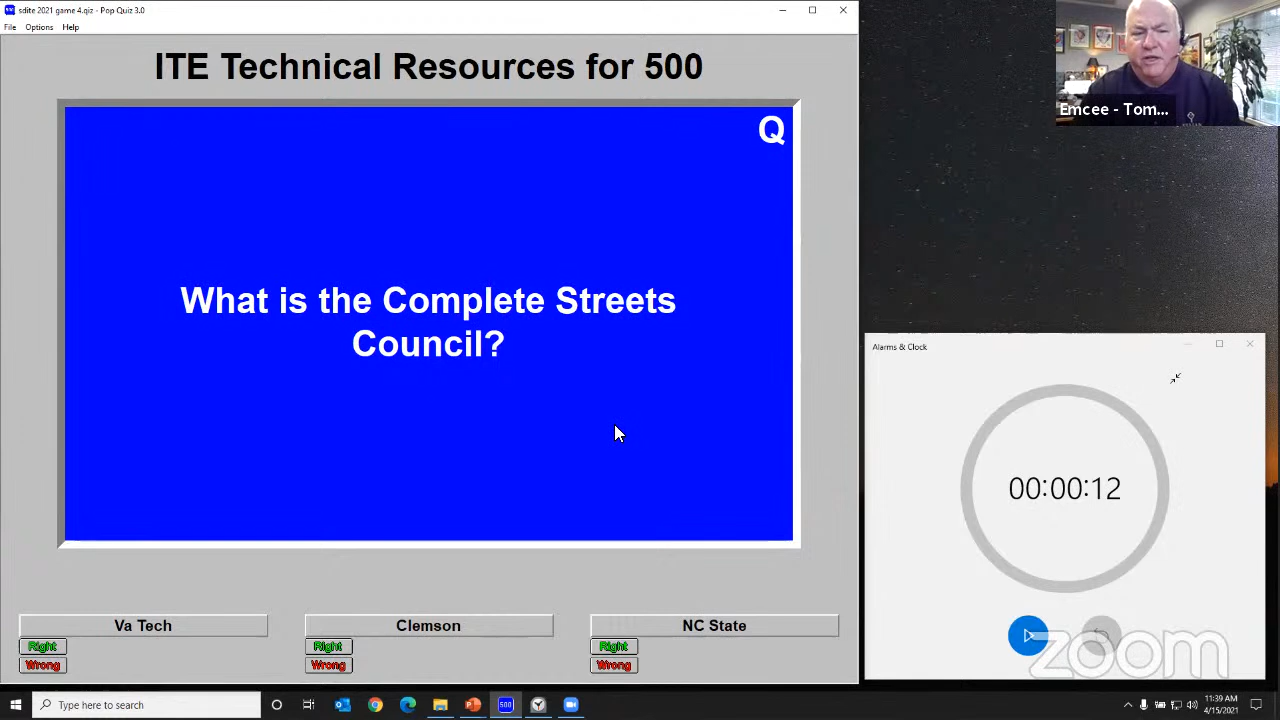 sdite 2021 game 4.qiz - Pop Quiz 3.0
File Options Help
ITE Technical Resources for 500
Q
What is the Complete Streets
Council?
Va Tech
Right
Wrong
Clemson
Right
Wrong
NC State
Right
Wrong
Emcee - Tom...
Alarms & Clock
00:00:12
zoom
Type here to search
500
11:39 AM
4/15/2021